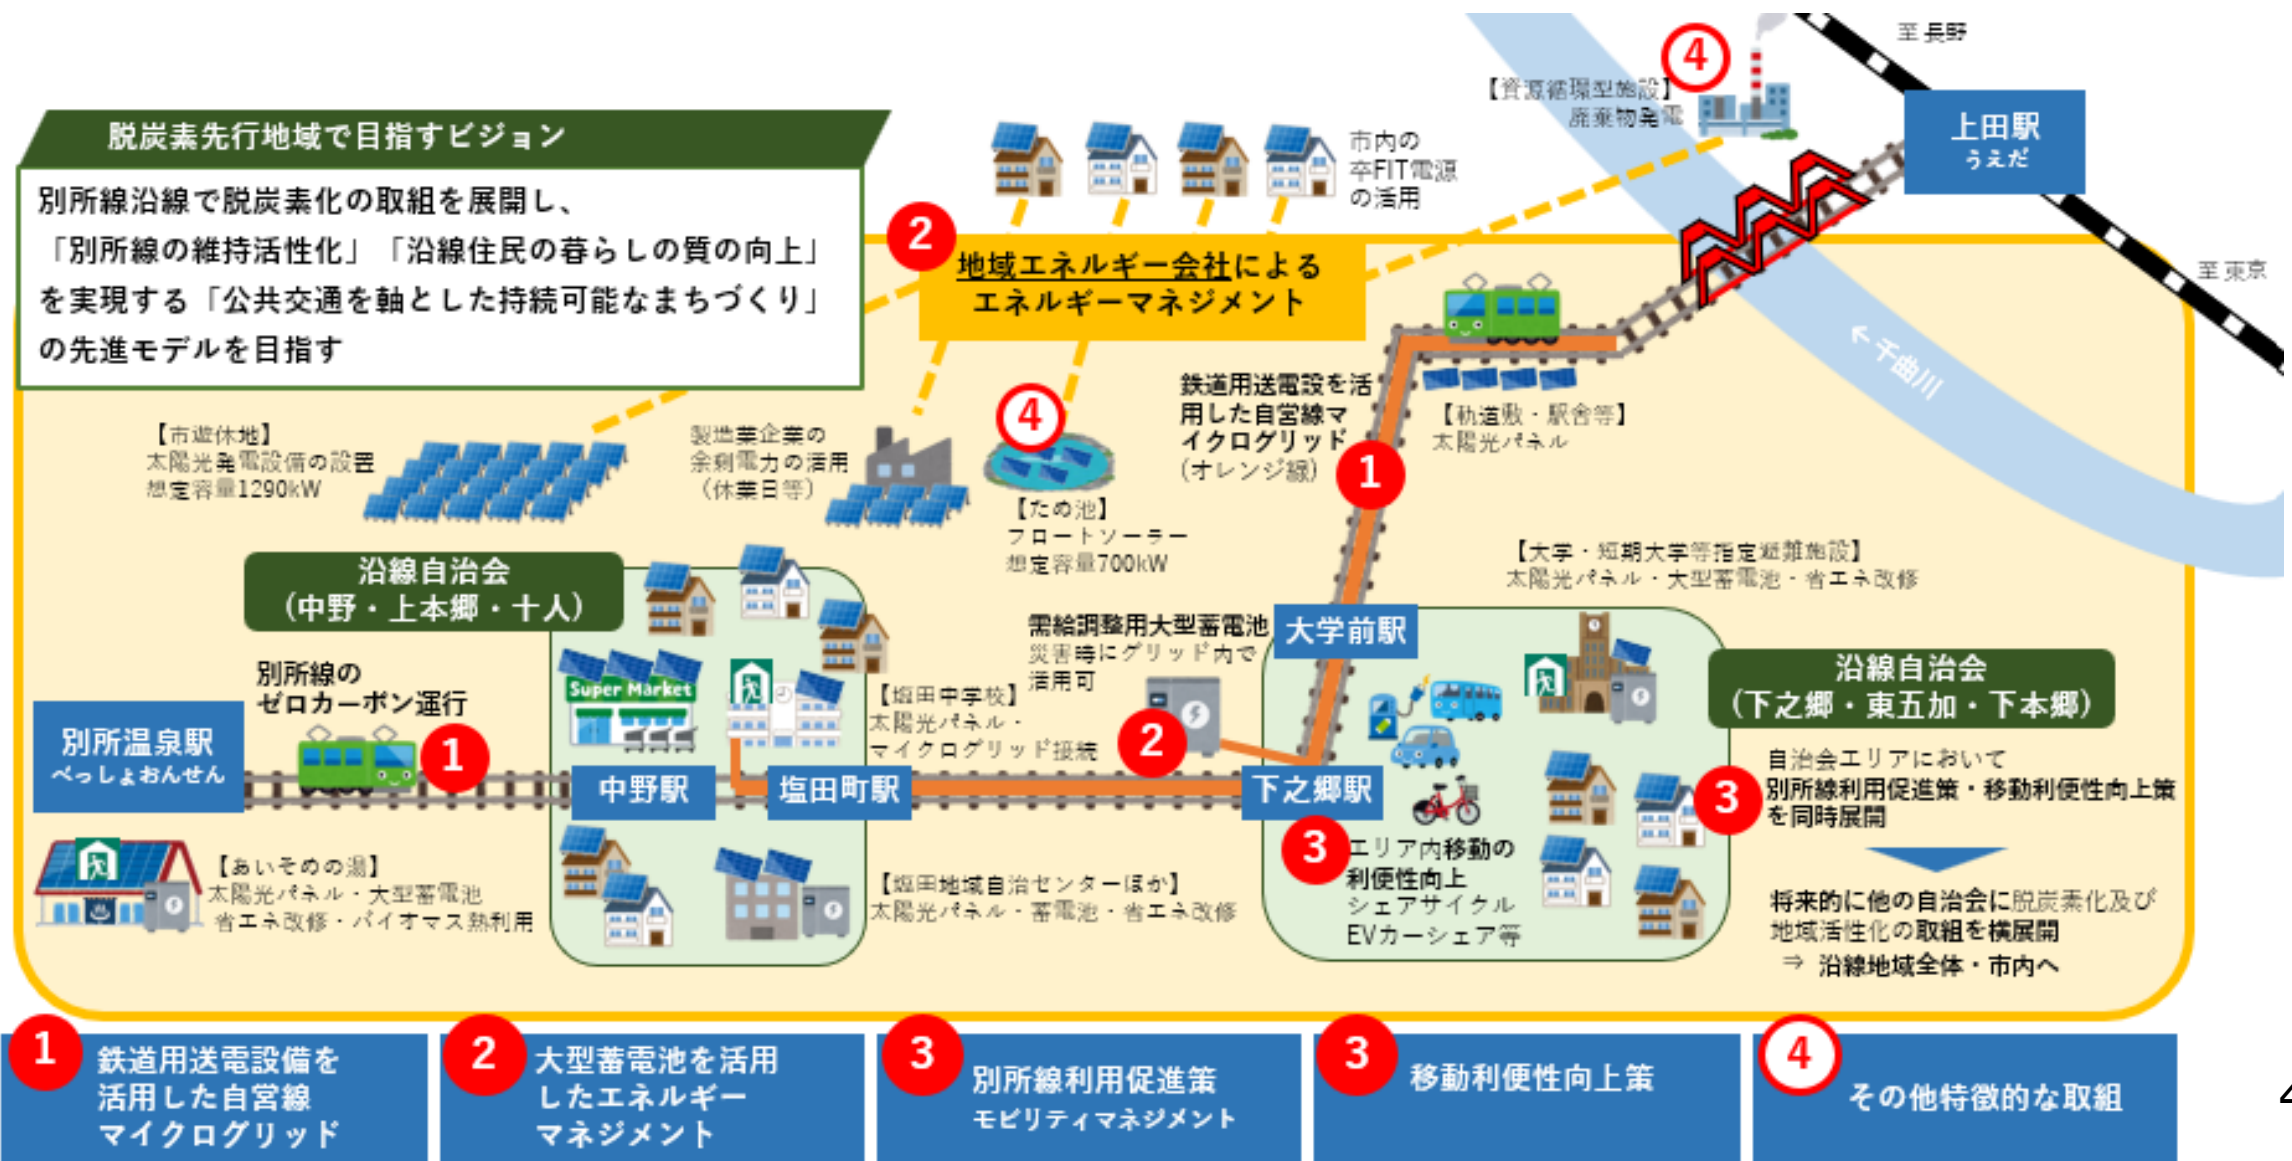 至 長野
④
【資源循環型施設】
廃棄物発電
上田駅
うえだ
至 東京
←千曲川
脱炭素先行地域で目指すビジョン
別所線沿線で脱炭素化の取組を展開し、
「別所線の維持活性化」「沿線住民の暮らしの質の向上」
を実現する「公共交通を軸とした持続可能なまちづくり」
の先進モデルを目指す
市内の
卒FIT電源
の活用
2
地域エネルギー会社による
エネルギーマネジメント
【市遊休地】
太陽光発電設備の設置
想定容量1290kW
製造業企業の
余剰電力の活用
（休業日等）
④
【ため池】
フロートソーラー
想定容量700kW
鉄道用送電設を活
用した自営線マ
イクログリッド
(オレンジ線)
1
【軌道敷・駅舎等】
太陽光パネル
【大学・短期大学等指定避難施設】
太陽光パネル・大型蓄電池・省エネ改修
沿線自治会
（中野・上本郷・十人）
別所線の
ゼロカーボン運行
1
別所温泉駅
べっしょおんせん
Super Market
中野駅
塩田町駅
【塩田中学校】
太陽光パネル・
マイクログリッド接続
需給調整用大型蓄電池
災害時にグリッド内で
活用可
2
大学前駅
下之郷駅
沿線自治会
（下之郷・東五加・下本郷）
3
自治会エリアにおいて
別所線利用促進策・移動利便性向上策
を同時展開
将来的に他の自治会に脱炭素化及び
地域活性化の取組を横展開
⇒ 沿線地域全体・市内へ
3
エリア内移動の
利便性向上
シェアサイクル
EVカーシェア等
【あいそめの湯】
太陽光パネル・大型蓄電池
省エネ改修・バイオマス熱利用
【塩田地域自治センターほか】
太陽光パネル・蓄電池・省エネ改修
1
鉄道用送電設備を
活用した自営線
マイクログリッド
2
大型蓄電池を活用
したエネルギー
マネジメント
3
別所線利用促進策
モビリティマネジメント
3
移動利便性向上策
④
その他特徴的な取組